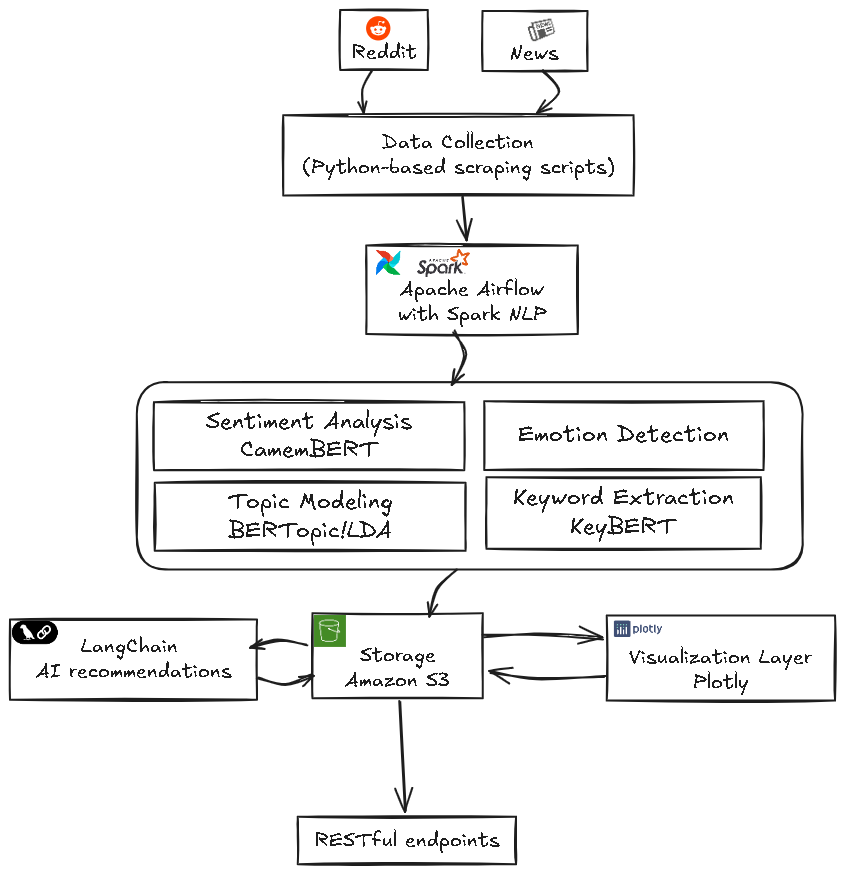 Reddit
NEWS
News
Data Collection
(Python-based scraping scripts)
APACHE
Spark
Apache Airflow
with Spark NLP
Sentiment Analysis
CamemBERT
Emotion Detection
Topic Modeling
BERTopic!LDA
Keyword Extraction
KeyBERT
LangChain
AI recommendations
Storage
Amazon S3
plotly
Visualization Layer
Plotly
RESTful endpoints